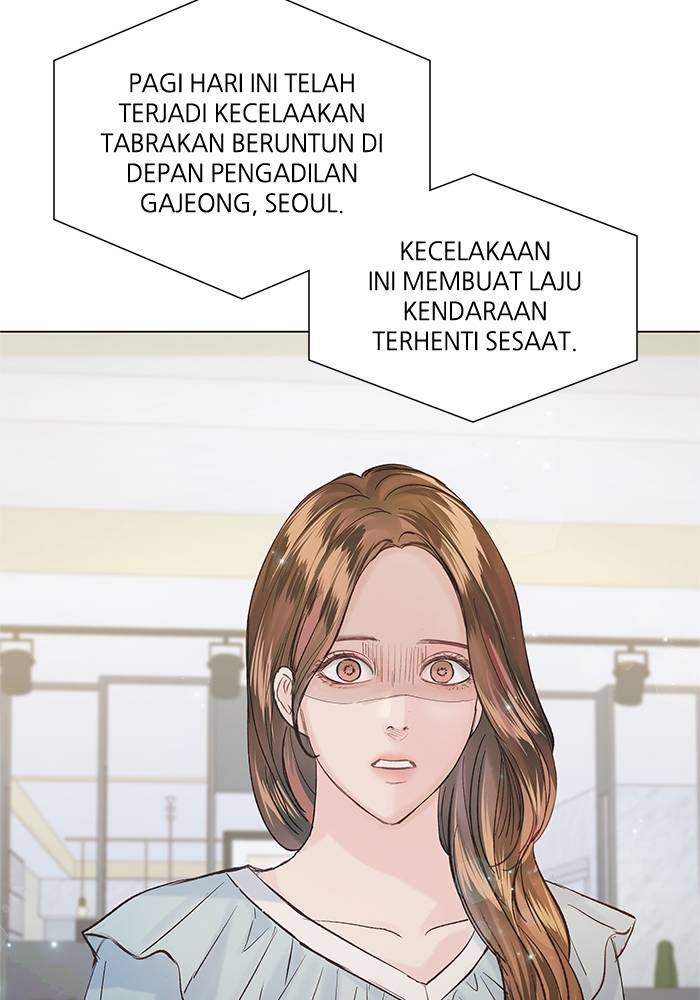 PAGI HARI INI TELAH
TERJADI KECELAAKAN
TABRAKAN BERUNTUN DI
DEPAN PENGADILAN
GAJEONG, SEOUL.
KECELAKAAN
INI MEMBUAT LAJU
KENDARAAN
TERHENTI SESAAT.